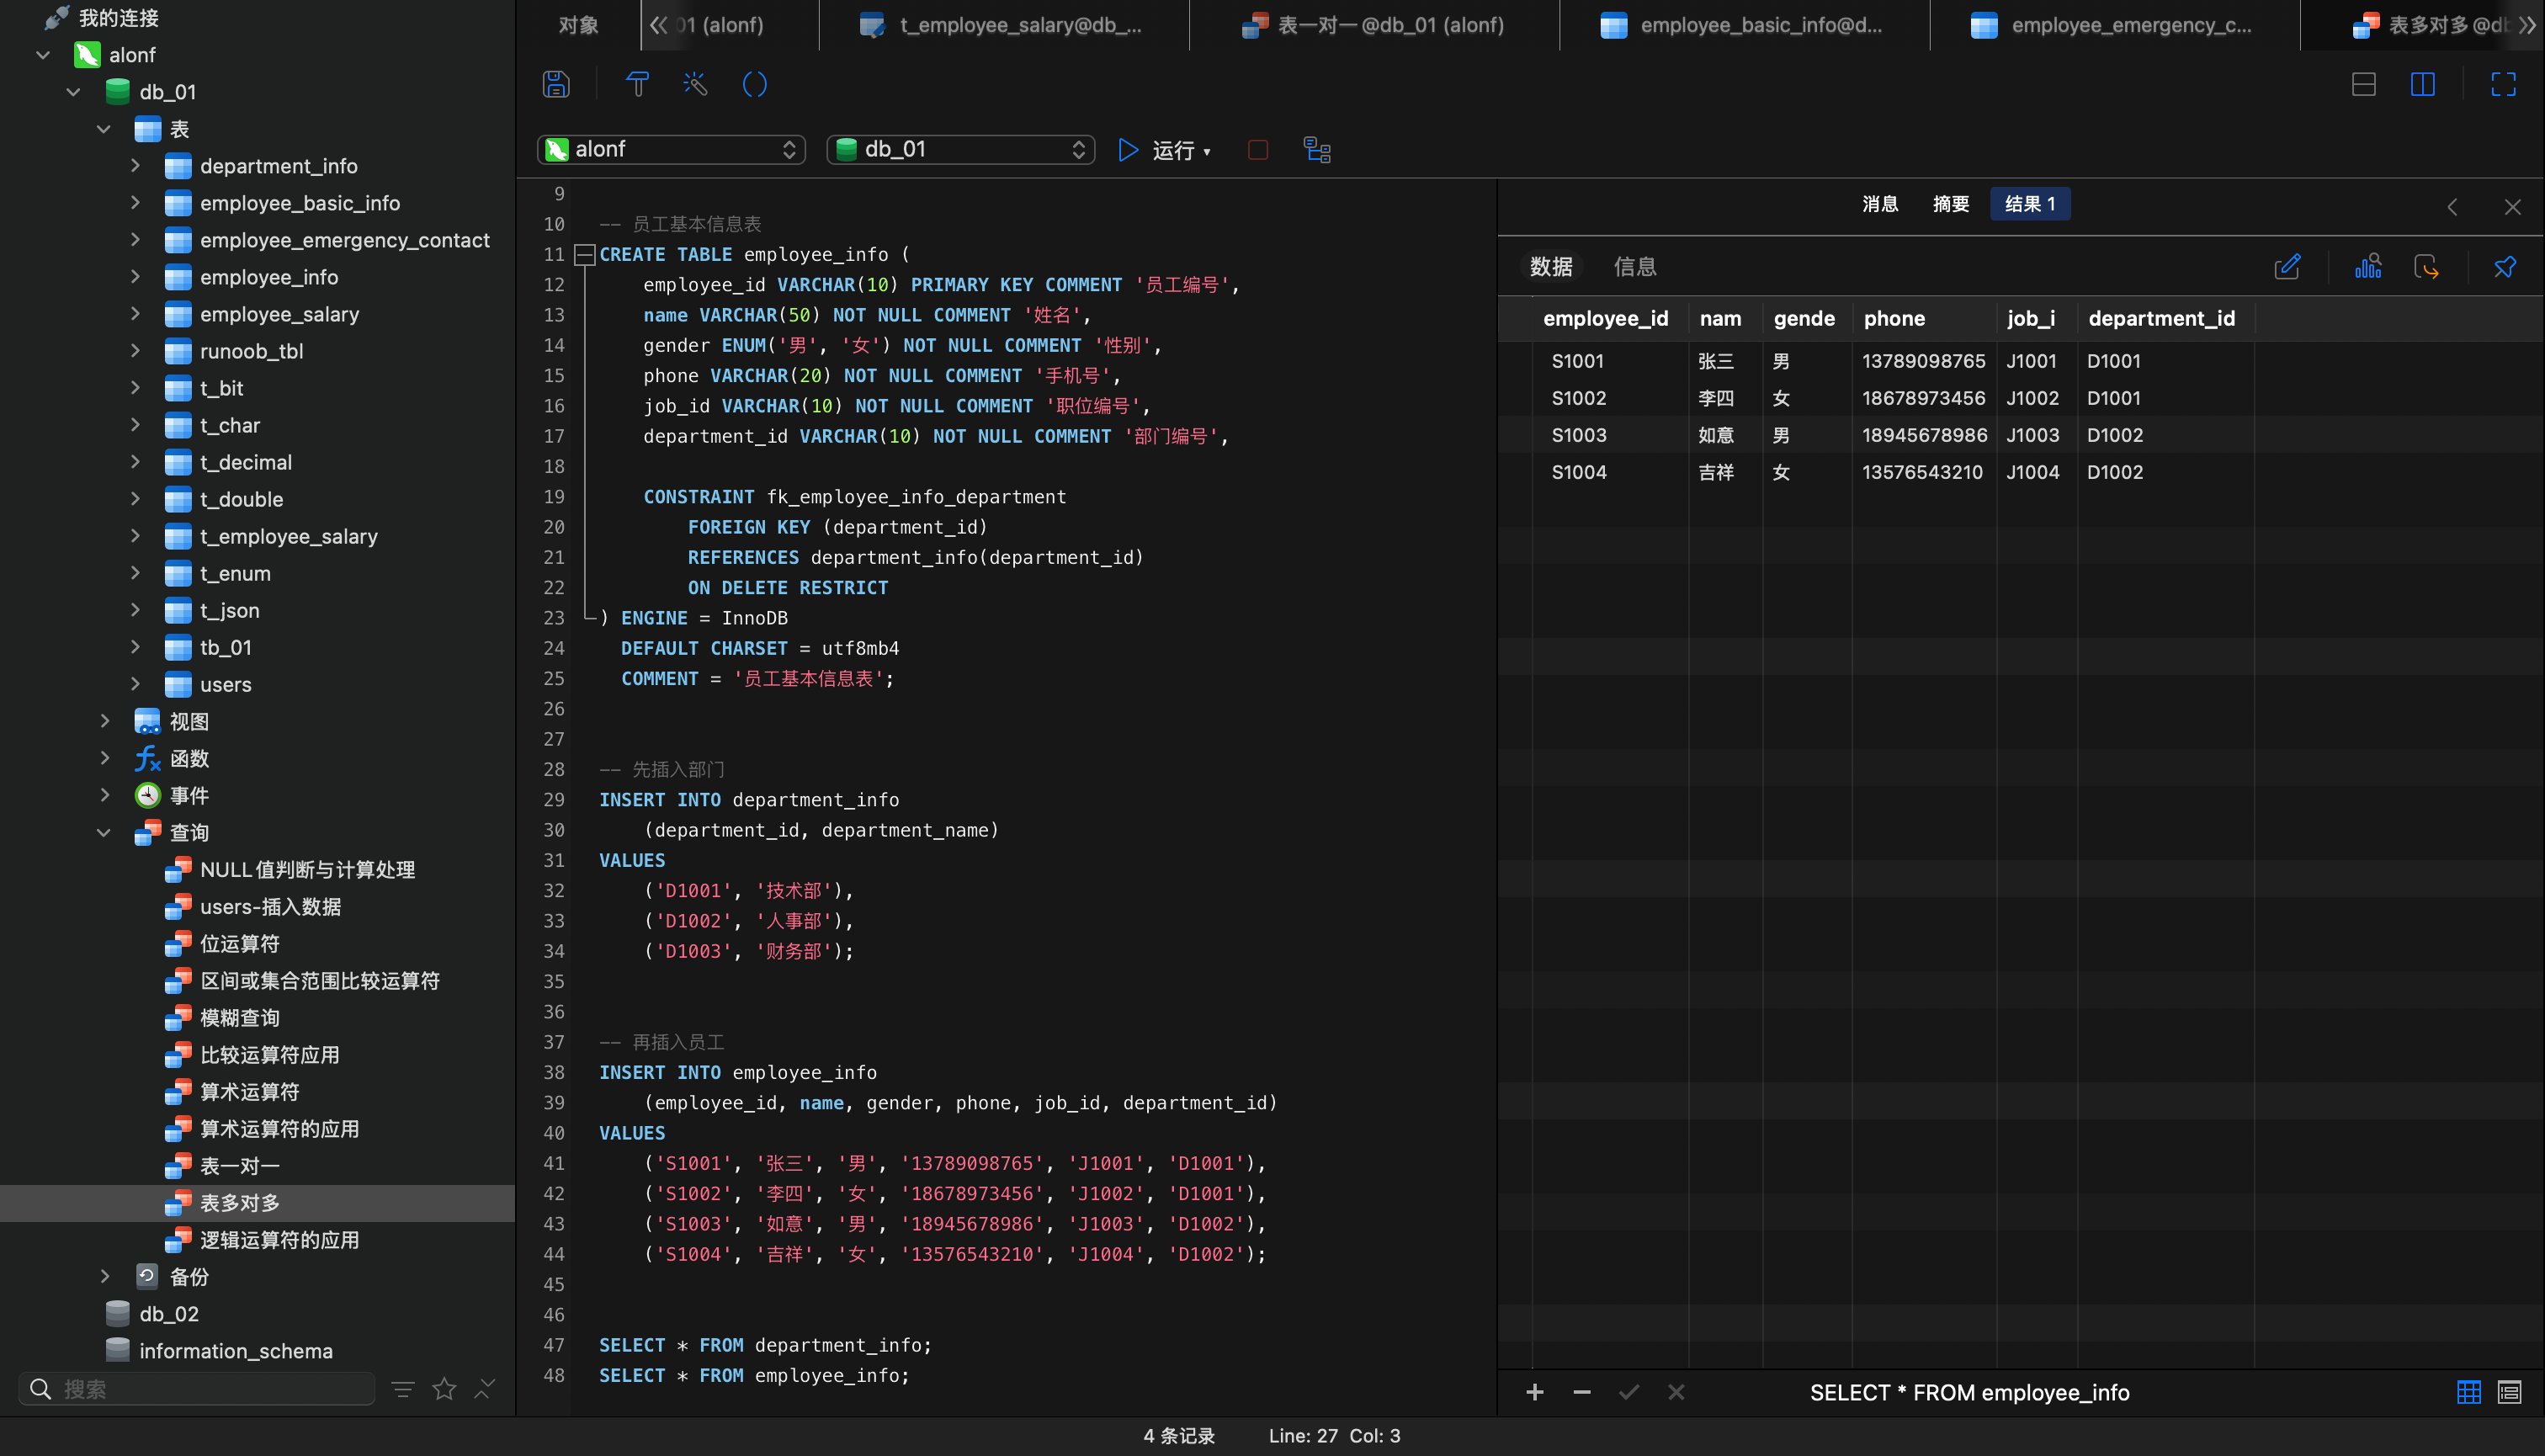 我的连接
alonf
db_01
表
department_info
employee_basic_info
employee_emergency_contact
employee_info
employee_salary
runoob_tbl
t_bit
t_char
t_decimal
t_double
t_employee_salary
t_enum
t_json
tb_01
users
视图
函数
事件
查询
NULL值判断与计算处理
users-插入数据
位运算符
区间或集合范围比较运算符
模糊查询
比较运算符应用
算术运算符
算术运算符的应用
表一对一
表多对多
逻辑运算符的应用
备份
db_02
information_schema
搜索
对象 01 (alonf) t_employee_salary@db_... 表一对一@db_01 (alonf) employee_basic_info@d... employee_emergency_c... 表多对多@db
alonf db_01 运行
9
10 -- 员工基本信息表
11 CREATE TABLE employee_info (
12 employee_id VARCHAR(10) PRIMARY KEY COMMENT '员工编号',
13 name VARCHAR(50) NOT NULL COMMENT '姓名',
14 gender ENUM('男', '女') NOT NULL COMMENT '性别',
15 phone VARCHAR(20) NOT NULL COMMENT '手机号',
16 job_id VARCHAR(10) NOT NULL COMMENT '职位编号',
17 department_id VARCHAR(10) NOT NULL COMMENT '部门编号',
18
19 CONSTRAINT fk_employee_info_department
20 FOREIGN KEY (department_id)
21 REFERENCES department_info(department_id)
22 ON DELETE RESTRICT
23 ) ENGINE = InnoDB
24 DEFAULT CHARSET = utf8mb4
25 COMMENT = '员工基本信息表';
26
27
28 -- 先插入部门
29 INSERT INTO department_info
30 (department_id, department_name)
31 VALUES
32 ('D1001', '技术部'),
33 ('D1002', '人事部'),
34 ('D1003', '财务部');
35
36
37 -- 再插入员工
38 INSERT INTO employee_info
39 (employee_id, name, gender, phone, job_id, department_id)
40 VALUES
41 ('S1001', '张三', '男', '13789098765', 'J1001', 'D1001'),
42 ('S1002', '李四', '女', '18678973456', 'J1002', 'D1001'),
43 ('S1003', '如意', '男', '18945678986', 'J1003', 'D1002'),
44 ('S1004', '吉祥', '女', '13576543210', 'J1004', 'D1002');
45
46
47 SELECT * FROM department_info;
48 SELECT * FROM employee_info;
消息 摘要 结果 1
数据 信息
employee_id nam gende phone job_i department_id
S1001 张三 男 13789098765 J1001 D1001
S1002 李四 女 18678973456 J1002 D1001
S1003 如意 男 18945678986 J1003 D1002
S1004 吉祥 女 13576543210 J1004 D1002
SELECT * FROM employee_info
4 条记录 Line: 27 Col: 3